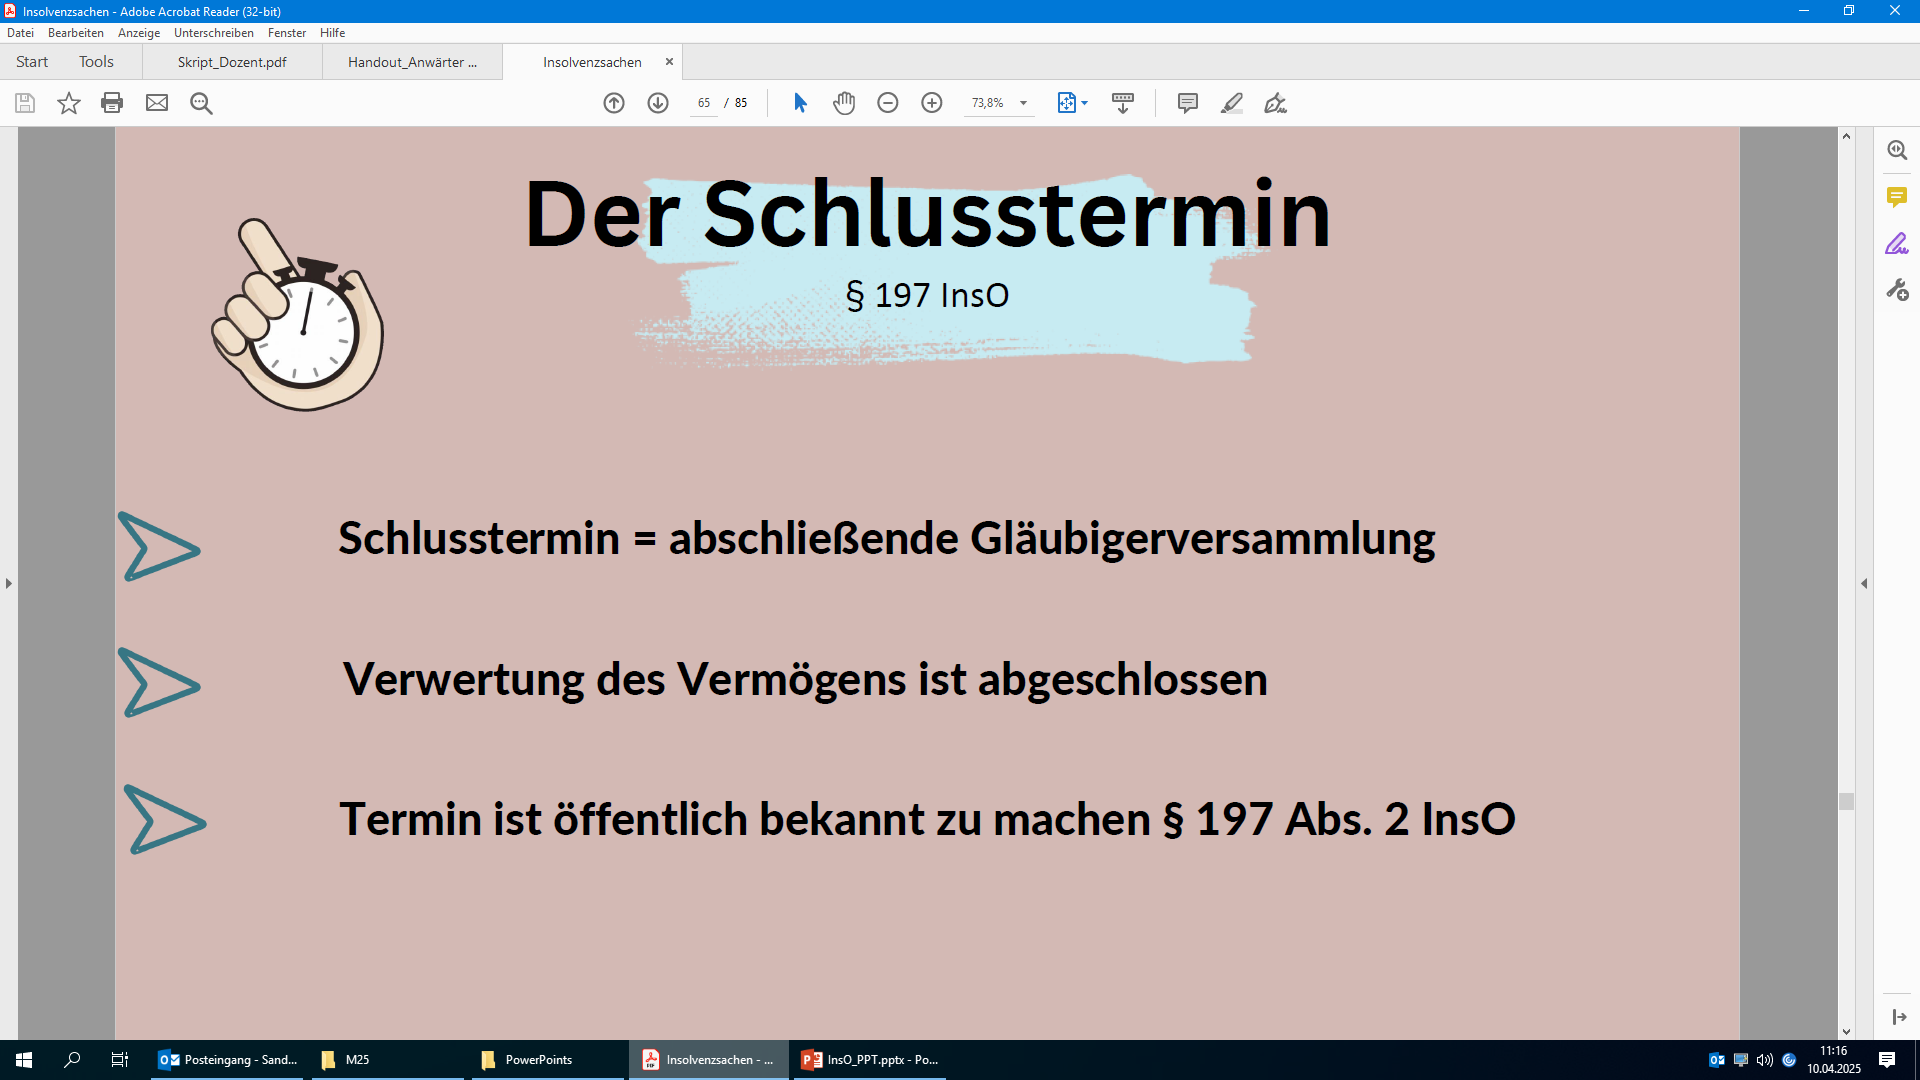 Insolvenzsachen - Adobe Acrobat Reader (32-bit)
Datei Bearbeiten Anzeige Unterschreiben Fenster Hilfe
Start Tools Skript_Dozent.pdf Handout_Anwärter ... Insolvenzsachen
65 / 85 73,8%
Der Schlusstermin
§ 197 InsO
Schlusstermin = abschließende Gläubigerversammlung
Verwertung des Vermögens ist abgeschlossen
Termin ist öffentlich bekannt zu machen § 197 Abs. 2 InsO
Posteingang - Sand... M25 PowerPoints Insolvenzsachen - ... InsO_PPT.pptx - Po... 11:16
10.04.2025